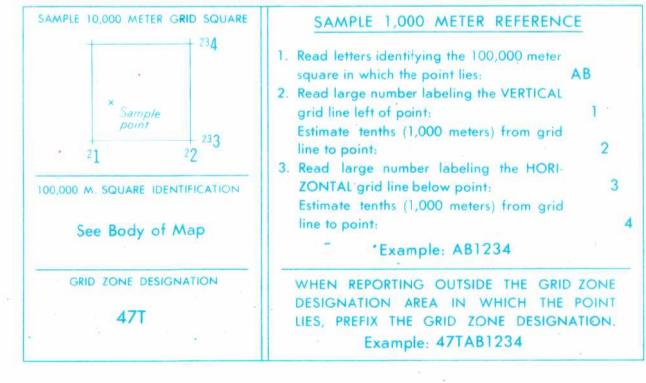 SAMPLE 10,000 METER GRID SQUARE
²³4
× Sample
point
²³3
²1 ²2
100,000 M. SQUARE IDENTIFICATION
See Body of Map
GRID ZONE DESIGNATION
47T
SAMPLE 1,000 METER REFERENCE
1. Read letters identifying the 100,000 meter
square in which the point lies: AB
2. Read large number labeling the VERTICAL
grid line left of point: 1
Estimate tenths (1,000 meters) from grid
line to point: 2
3. Read large number labeling the HORI-
ZONTAL grid line below point: 3
Estimate tenths (1,000 meters) from grid
line to point: 4
Example: AB1234
WHEN REPORTING OUTSIDE THE GRID ZONE
DESIGNATION AREA IN WHICH THE POINT
LIES, PREFIX THE GRID ZONE DESIGNATION.
Example: 47TAB1234